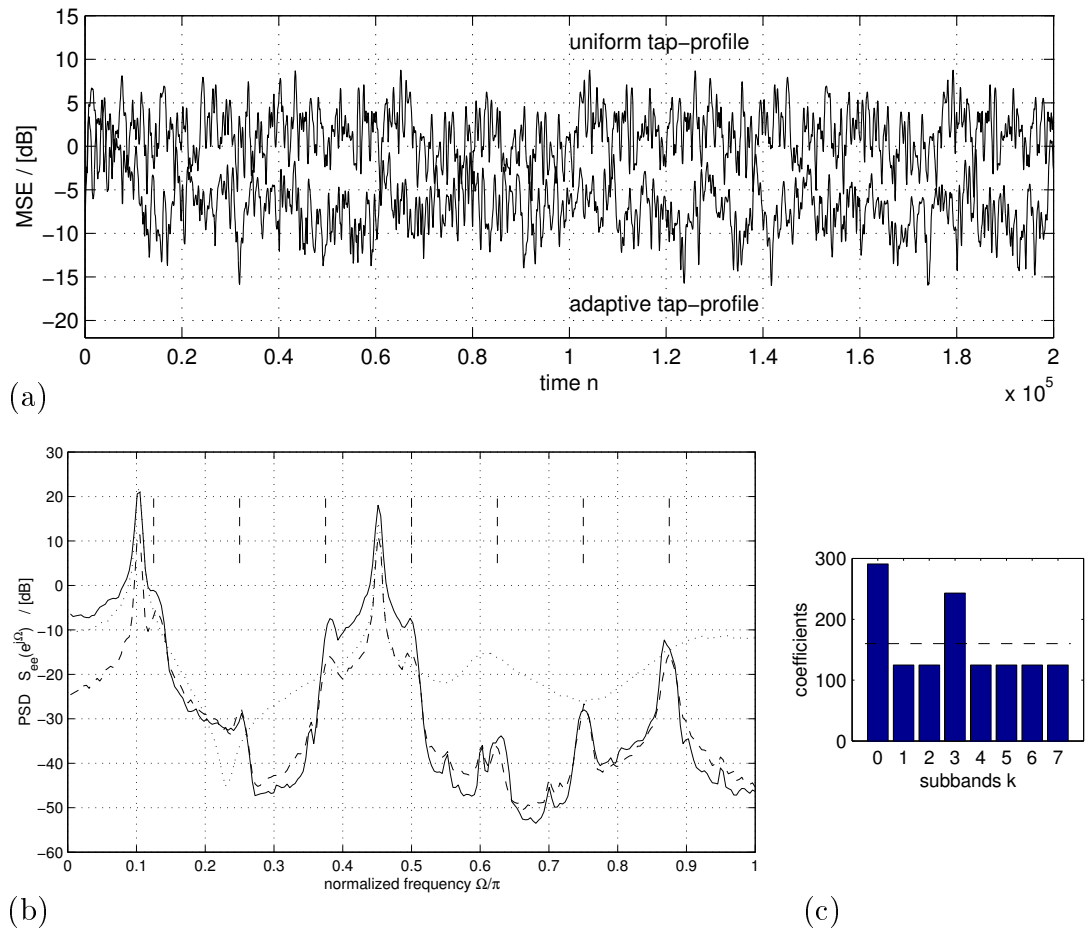 15
10
5
0
−5
−10
−15
−20
MSE / [dB]
uniform tap−profile
adaptive tap−profile
0 0.2 0.4 0.6 0.8 1 1.2 1.4 1.6 1.8 2
time n
x 10^5
(a)
30
20
10
0
−10
−20
−30
−40
−50
−60
PSD S_ee(e^jΩ) / [dB]
0 0.1 0.2 0.3 0.4 0.5 0.6 0.7 0.8 0.9 1
normalized frequency Ω/π
(b)
300
200
100
0
coefficients
0 1 2 3 4 5 6 7
subbands k
(c)